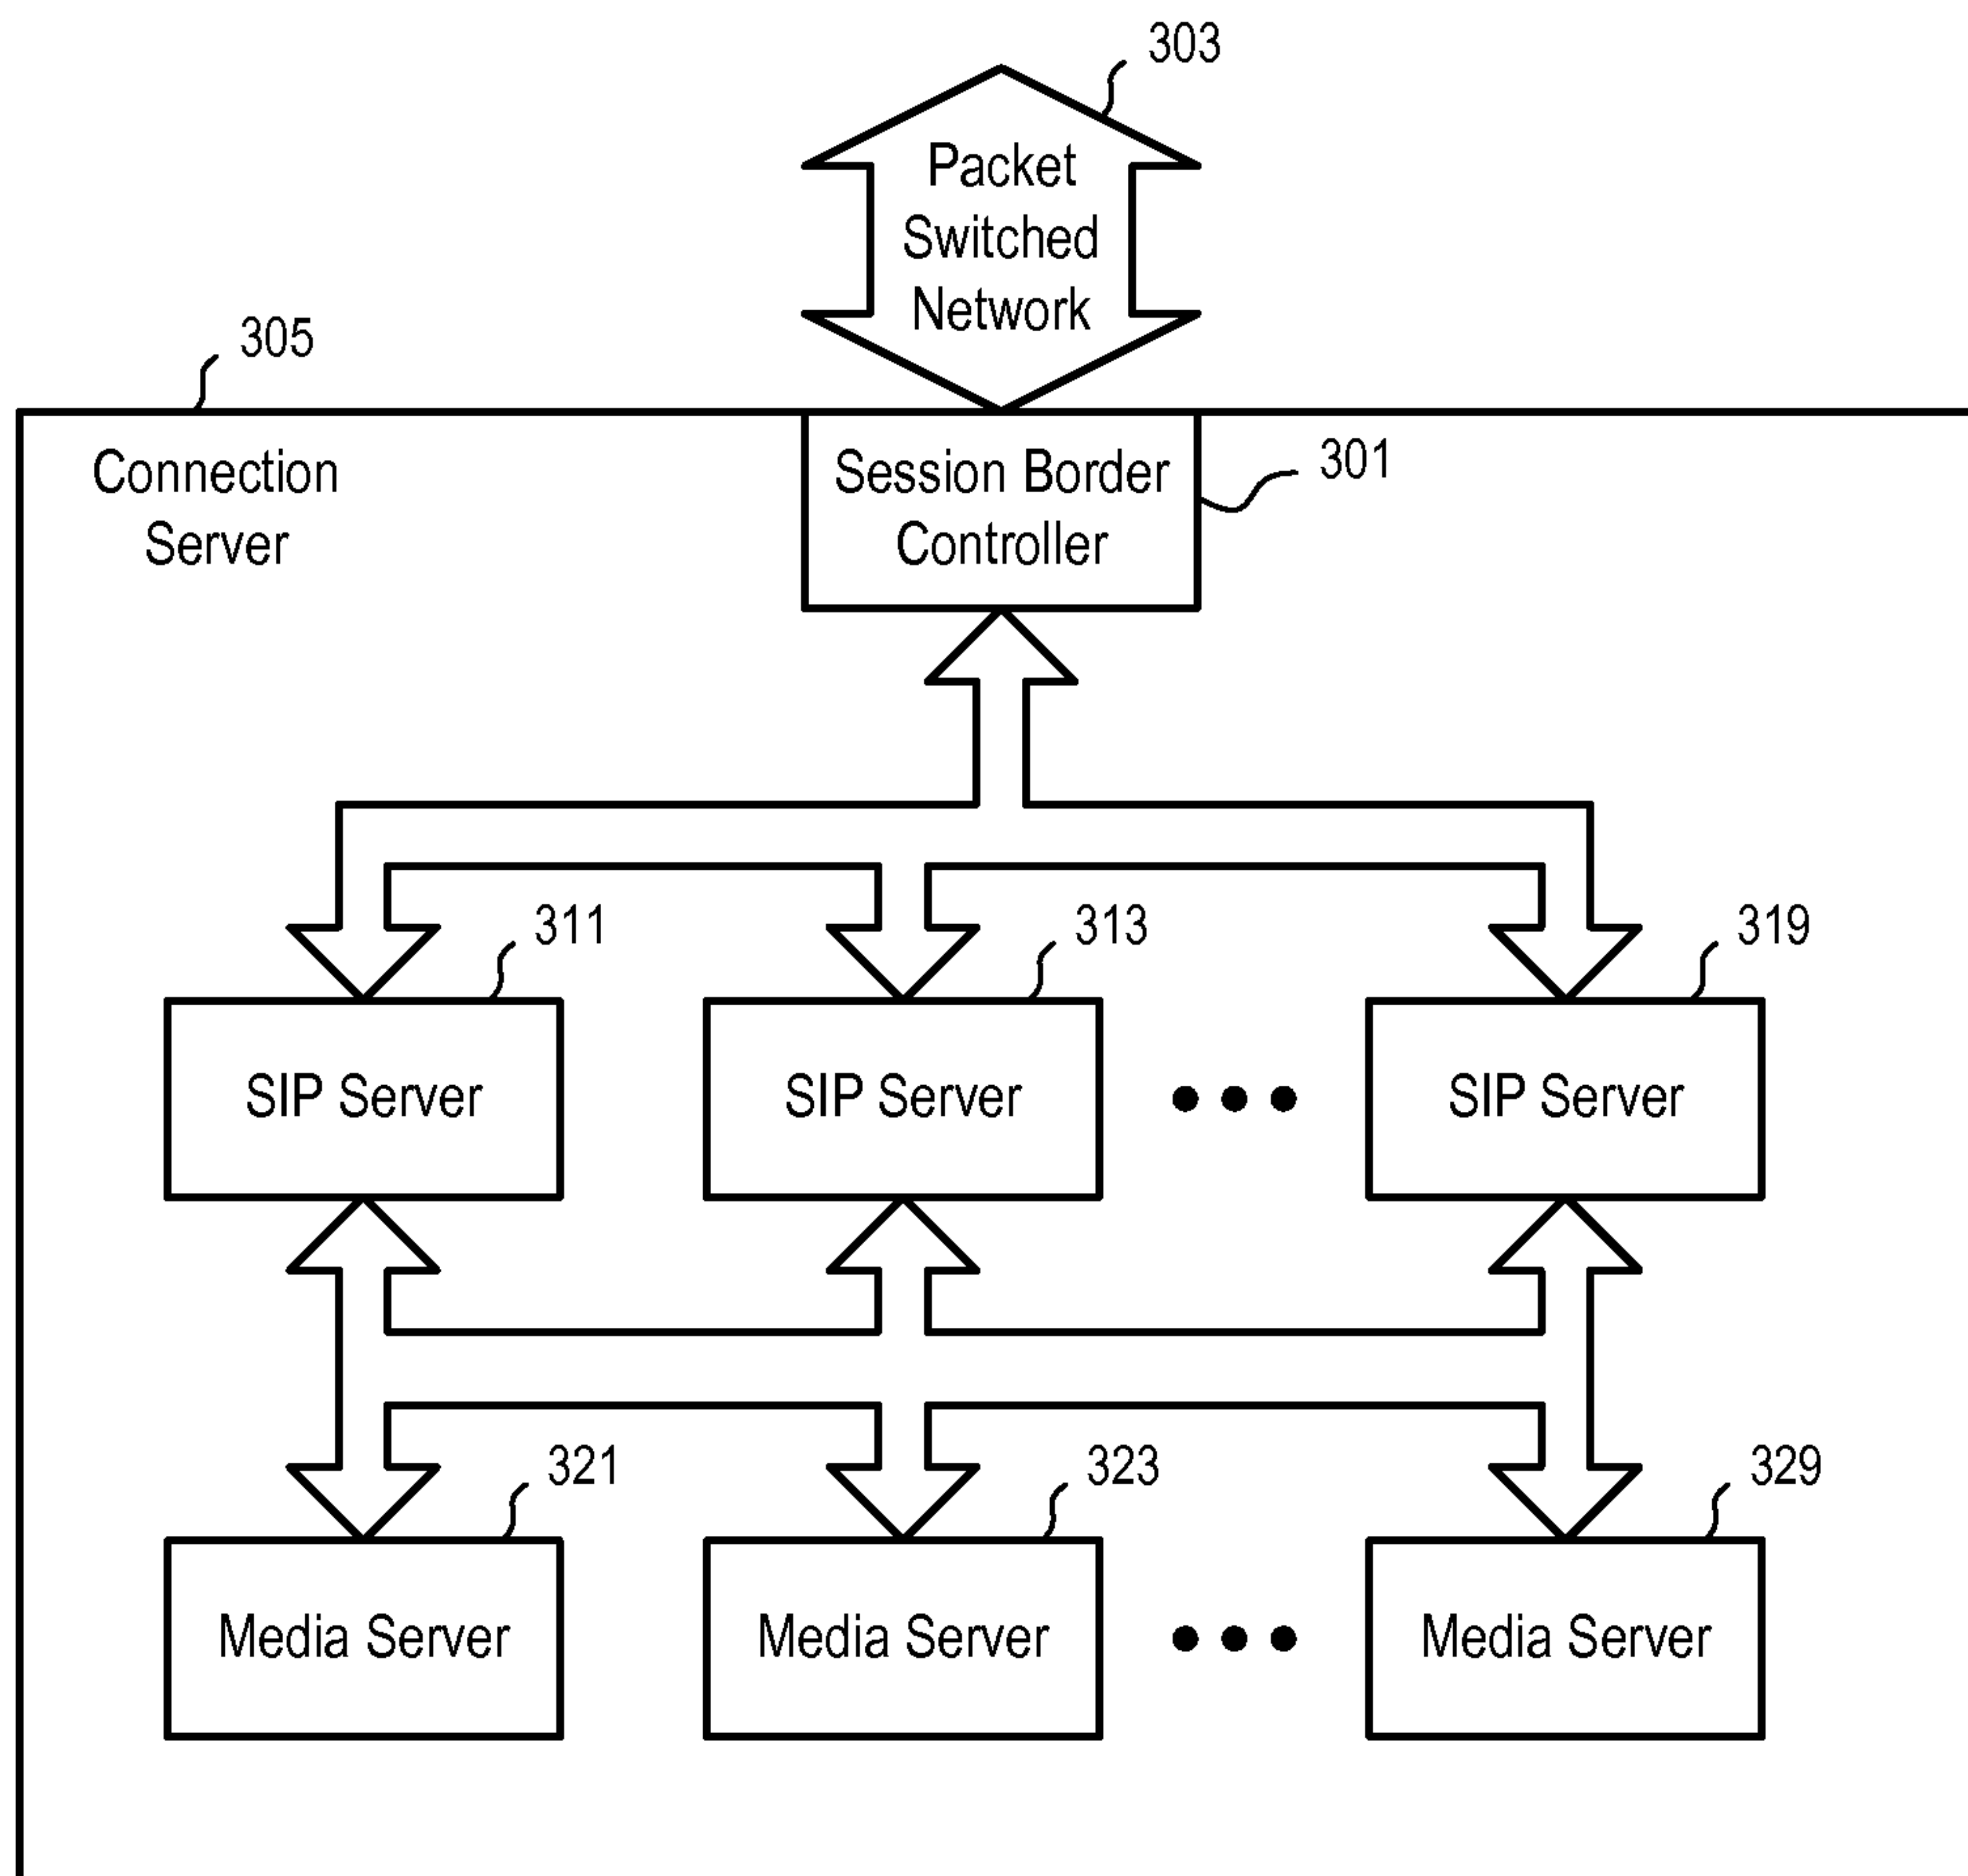 303
Packet
Switched
Network
305
Connection
Server
Session Border
Controller
301
311
313
319
SIP Server
SIP Server
SIP Server
321
323
329
Media Server
Media Server
Media Server